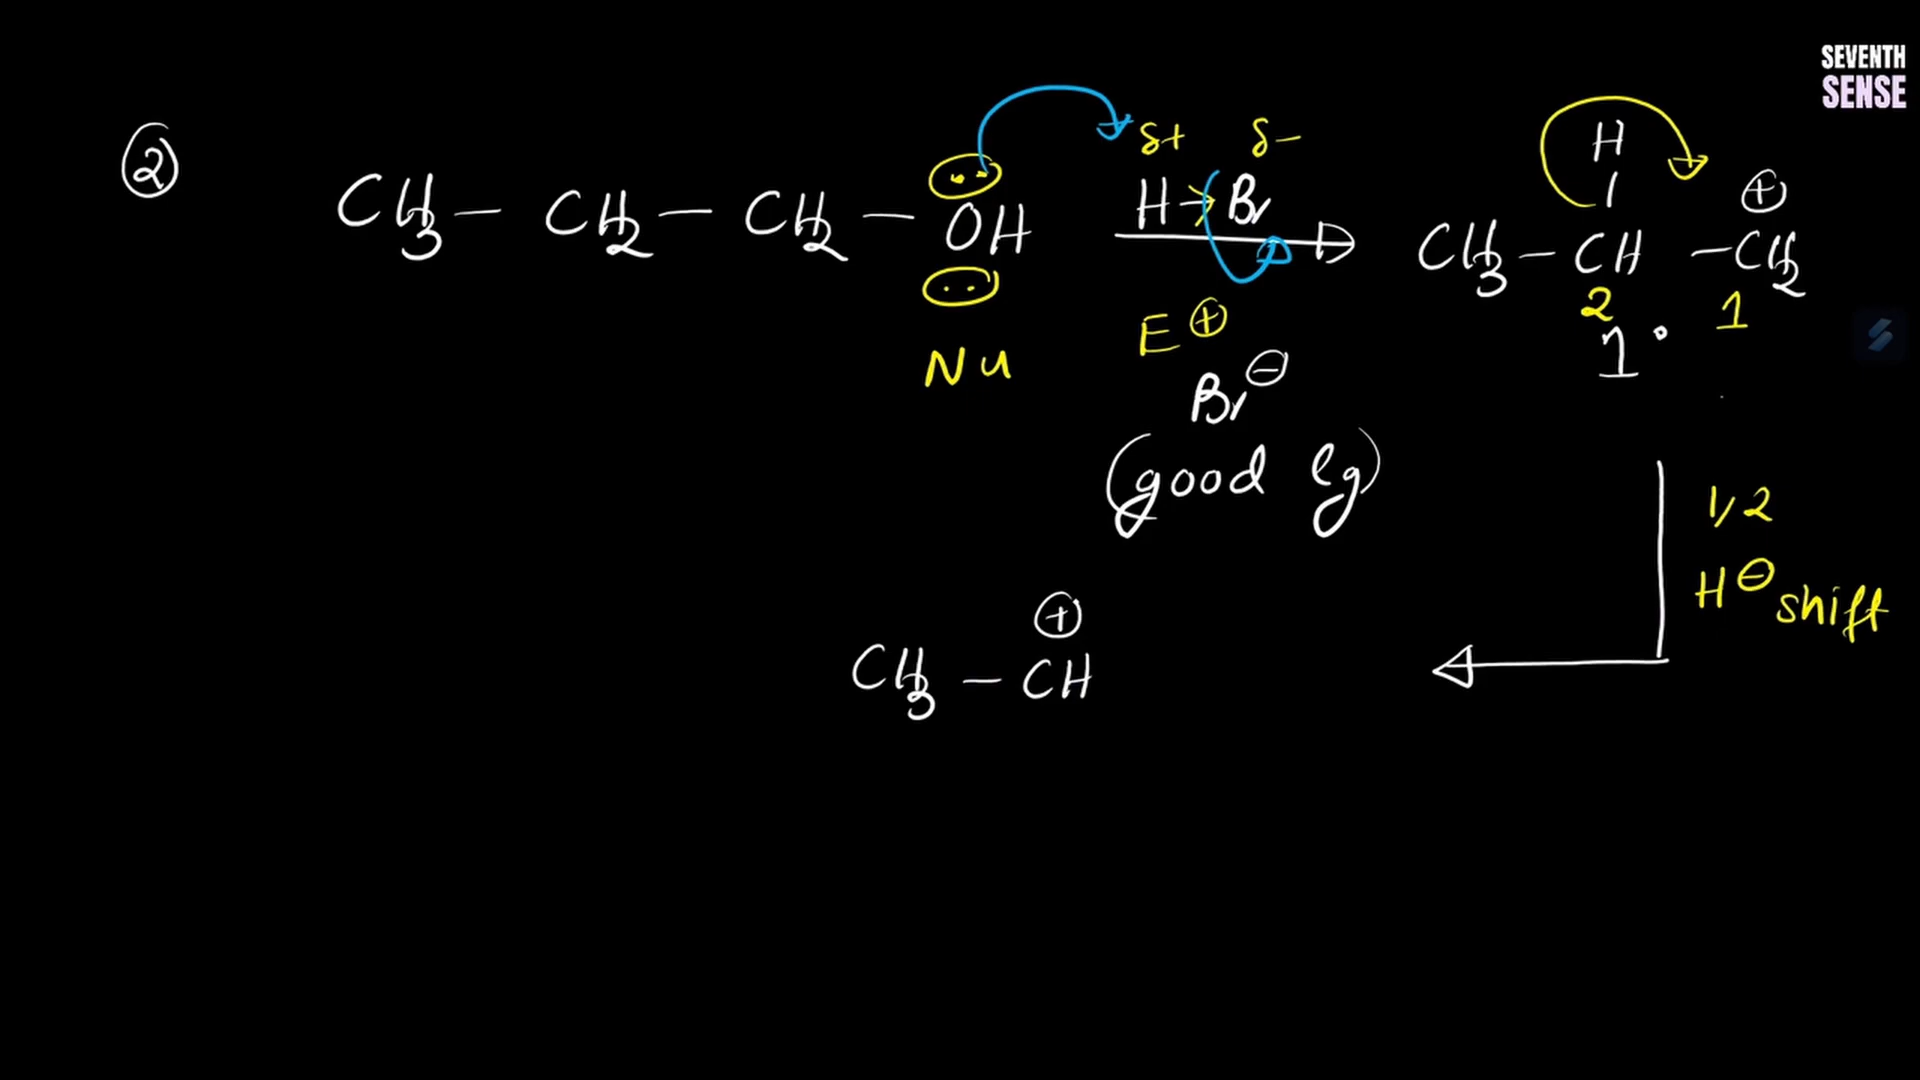 SEVENTH
SENSE
②
CH₃ — CH₂ — CH₂ — OH
δ+ δ−
H → Br
Nu
E ⊕
Br ⊖
(good lg)
H
CH₃ — CH — CH₂ ⊕
2 1
1°
1,2
H⊖ shift
⊕
CH₃ — CH